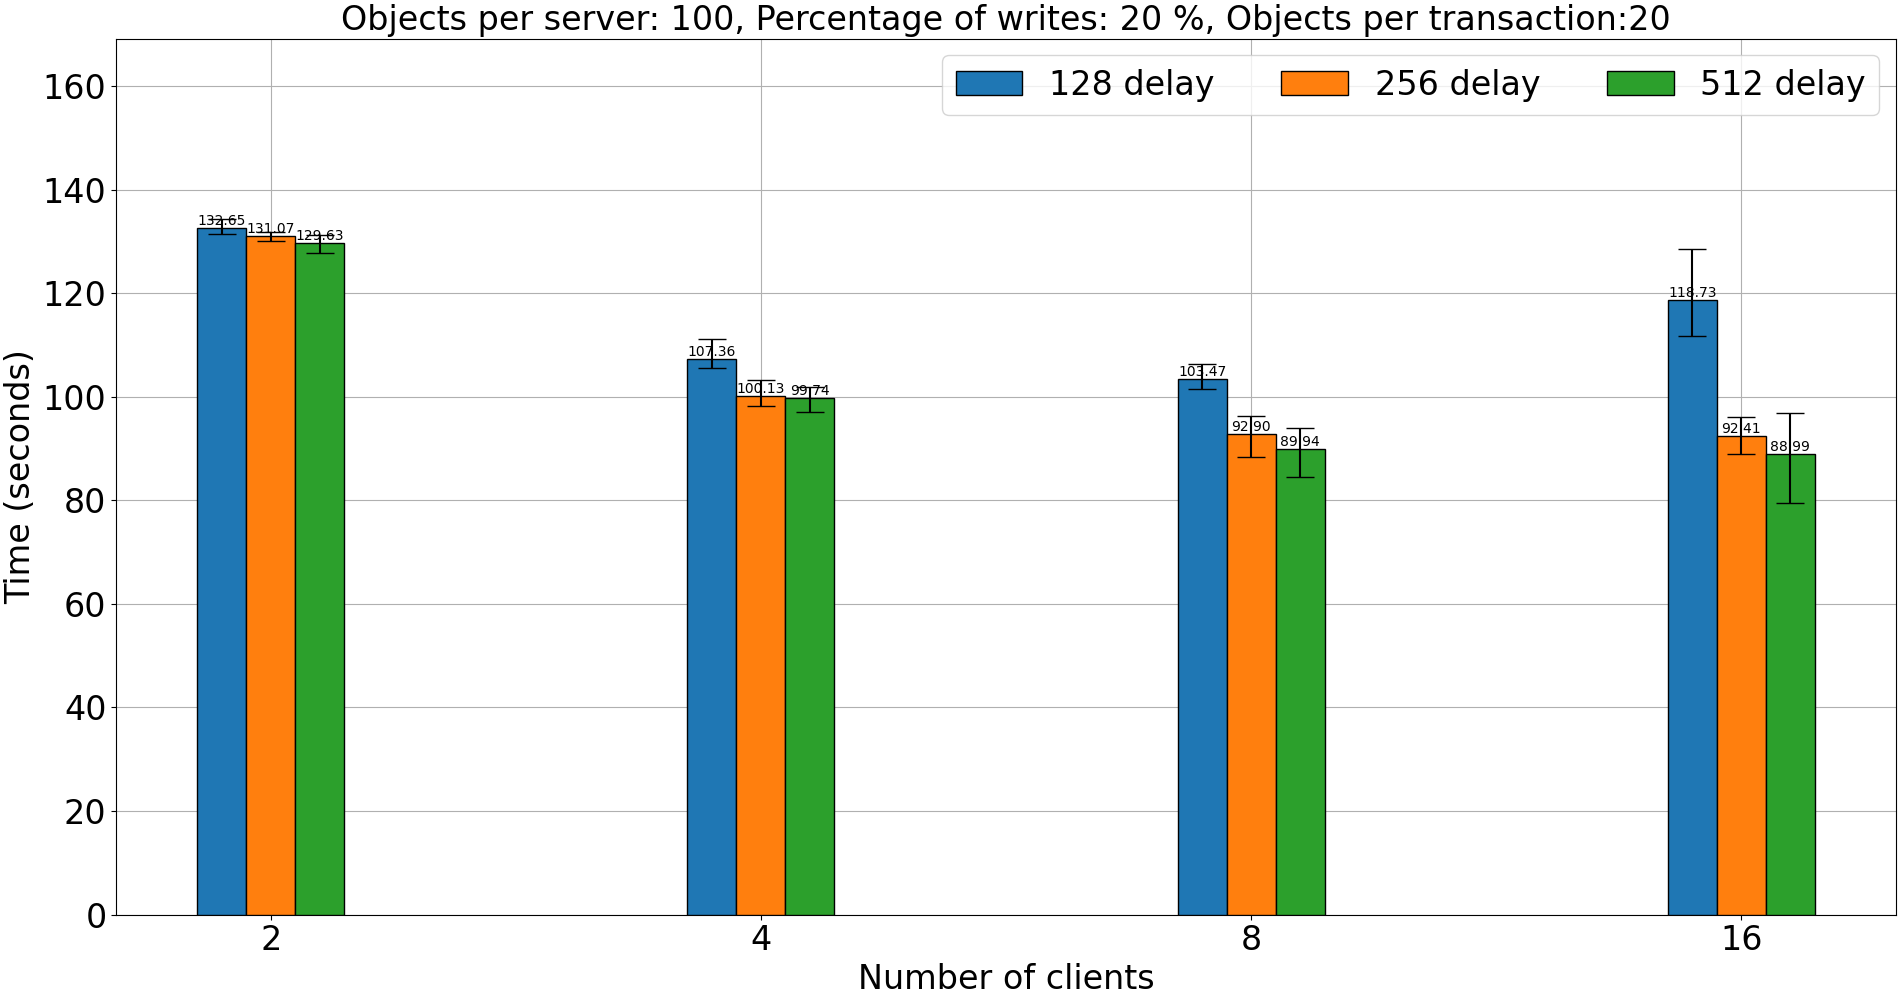 Objects per server: 100, Percentage of writes: 20 %, Objects per transaction:20
128 delay 256 delay 512 delay
160
140
120
100
80
60
40
20
0
Time (seconds)
132.65 131.07 129.63
107.36 100.13 99.74
103.47 92.90 89.94
118.73 92.41 88.99
2 4 8 16
Number of clients